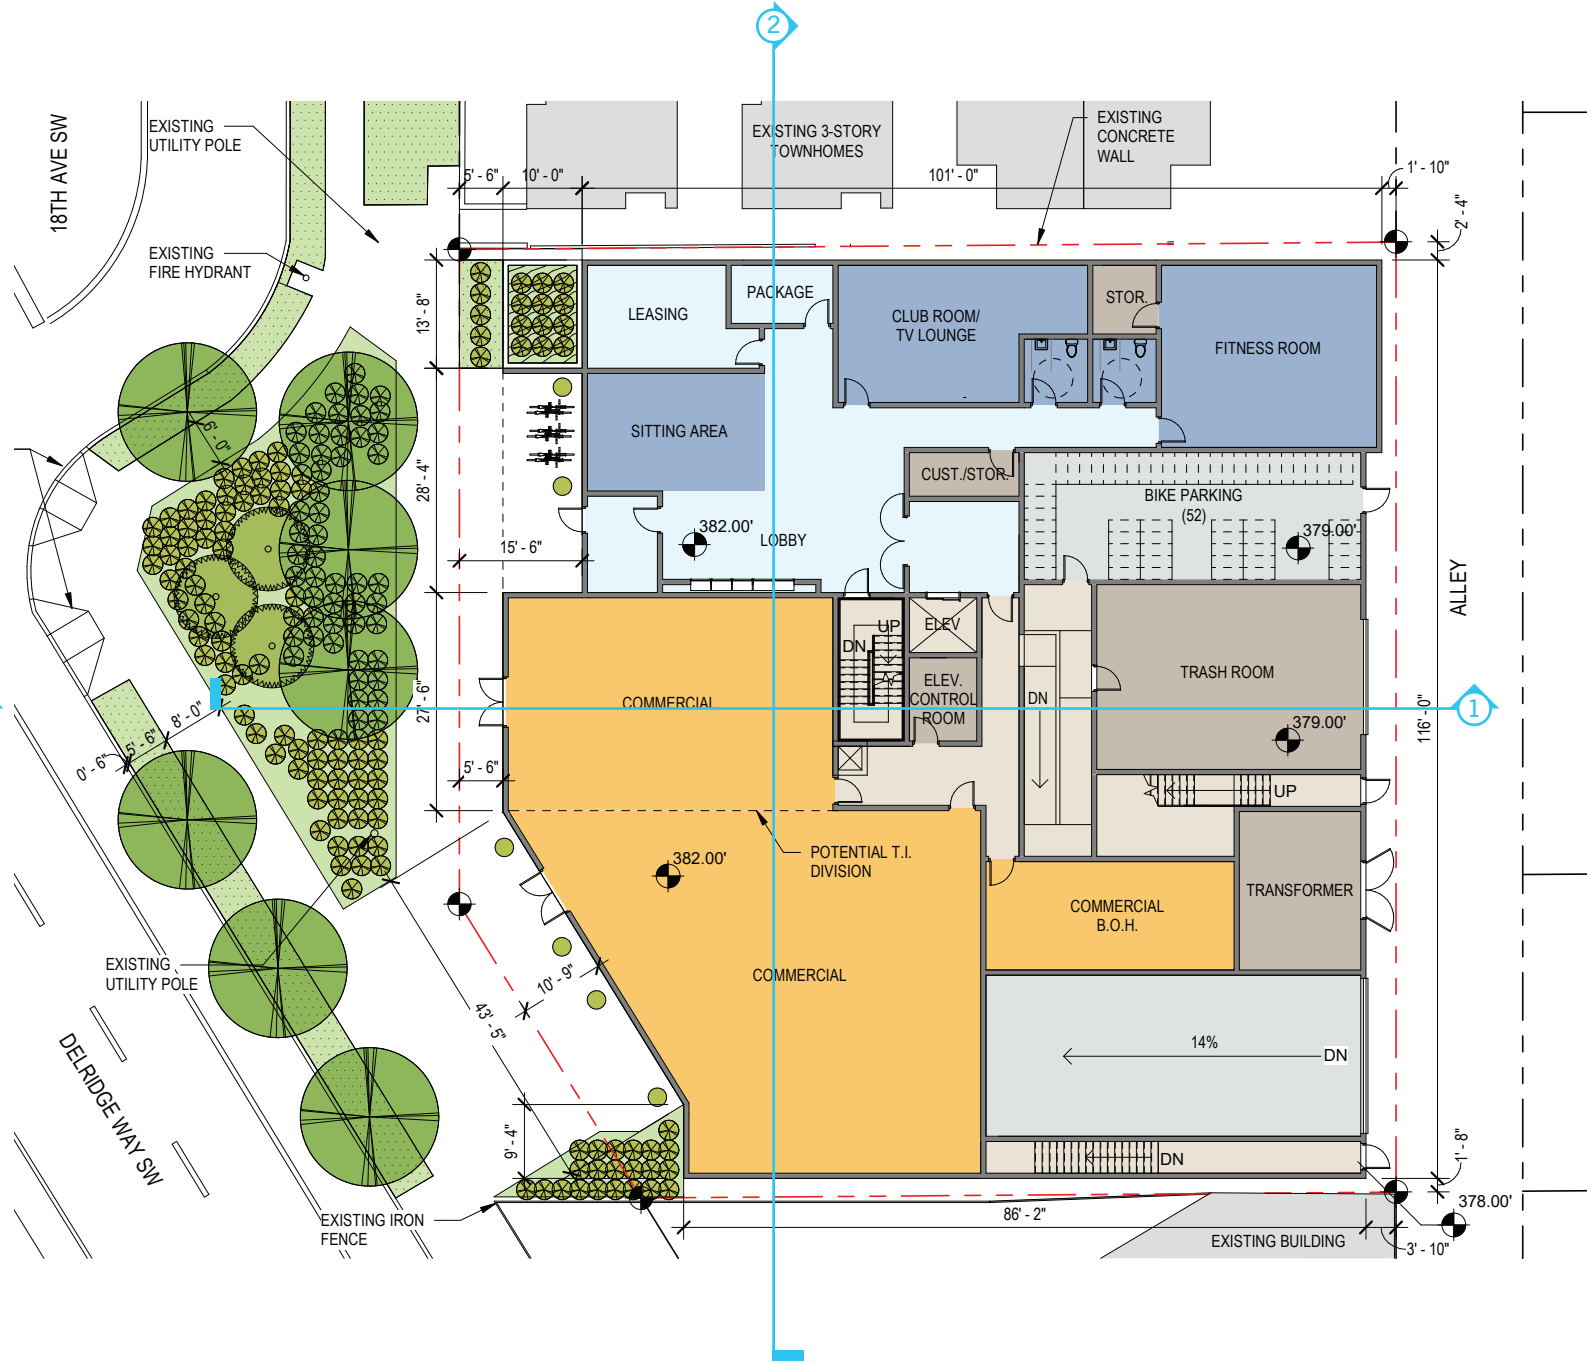 2
18TH AVE SW
EXISTING
UTILITY POLE
EXISTING 3-STORY
TOWNHOMES
EXISTING
CONCRETE
WALL
5' - 6"
10' - 0"
101' - 0"
1' - 10"
2' - 4"
EXISTING
FIRE HYDRANT
13' - 8"
LEASING
PACKAGE
CLUB ROOM/
TV LOUNGE
STOR.
FITNESS ROOM
6' - 0"
28' - 4"
SITTING AREA
CUST./STOR.
BIKE PARKING
(52)
382.00'
LOBBY
379.00'
15' - 6"
ALLEY
UP
DN
ELEV
ELEV.
CONTROL
ROOM
DN
TRASH ROOM
COMMERCIAL
27' - 6"
8' - 0"
5' - 6"
0' - 6"
1
116' - 0"
379.00'
5' - 6"
UP
POTENTIAL T.I.
DIVISION
382.00'
TRANSFORMER
COMMERCIAL
B.O.H.
EXISTING
UTILITY POLE
10' - 9"
COMMERCIAL
43' - 5"
14%
DN
DELRIDGE WAY SW
9' - 4"
DN
1' - 8"
378.00'
EXISTING IRON
FENCE
86' - 2"
EXISTING BUILDING
3' - 10"